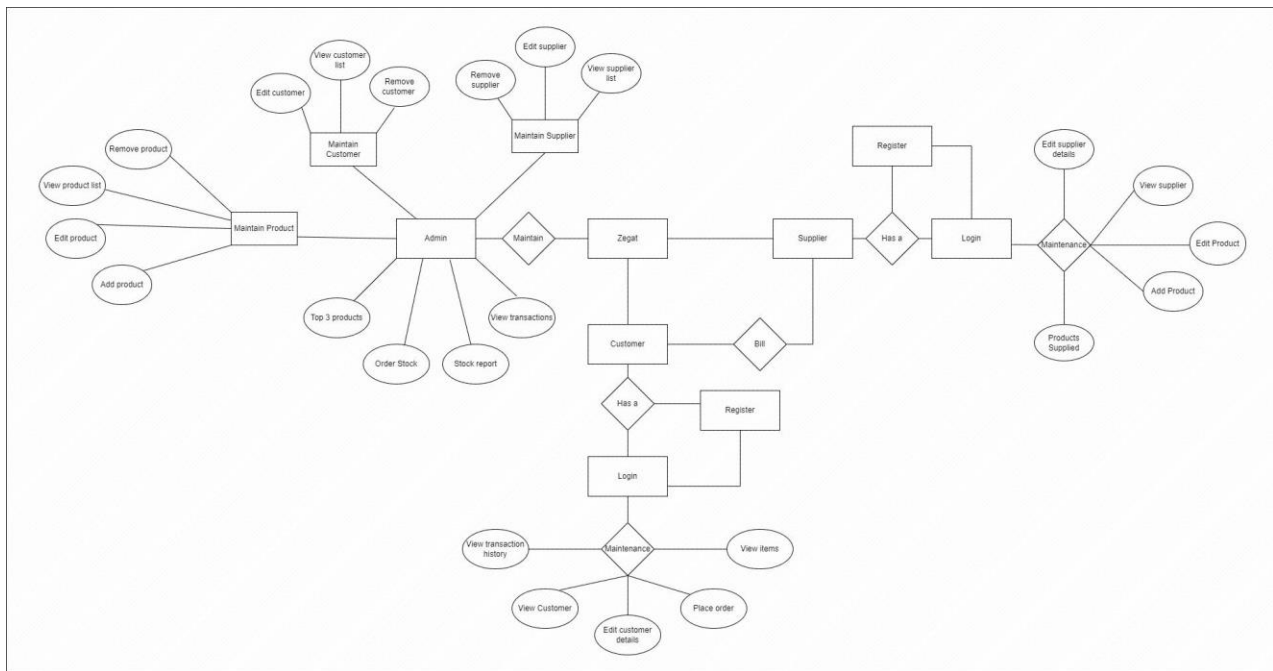 Edit supplier
View customer
list
View supplier
list
Remove
supplier
Remove
customer
Edit customer
Maintain Supplier
Maintain
Customer
Remove product
Register
Edit supplier
details
View product list
View supplier
Maintain Product
Edit product
Admin
Maintain
Zegat
Supplier
Has a
Login
Maintenance
Edit Product
Add product
Add Product
Top 3 products
View transactions
Order Stock
Stock report
Customer
Bill
Products
Supplied
Has a
Register
Login
View transaction
history
Maintenance
View items
View Customer
Place order
Edit customer
details